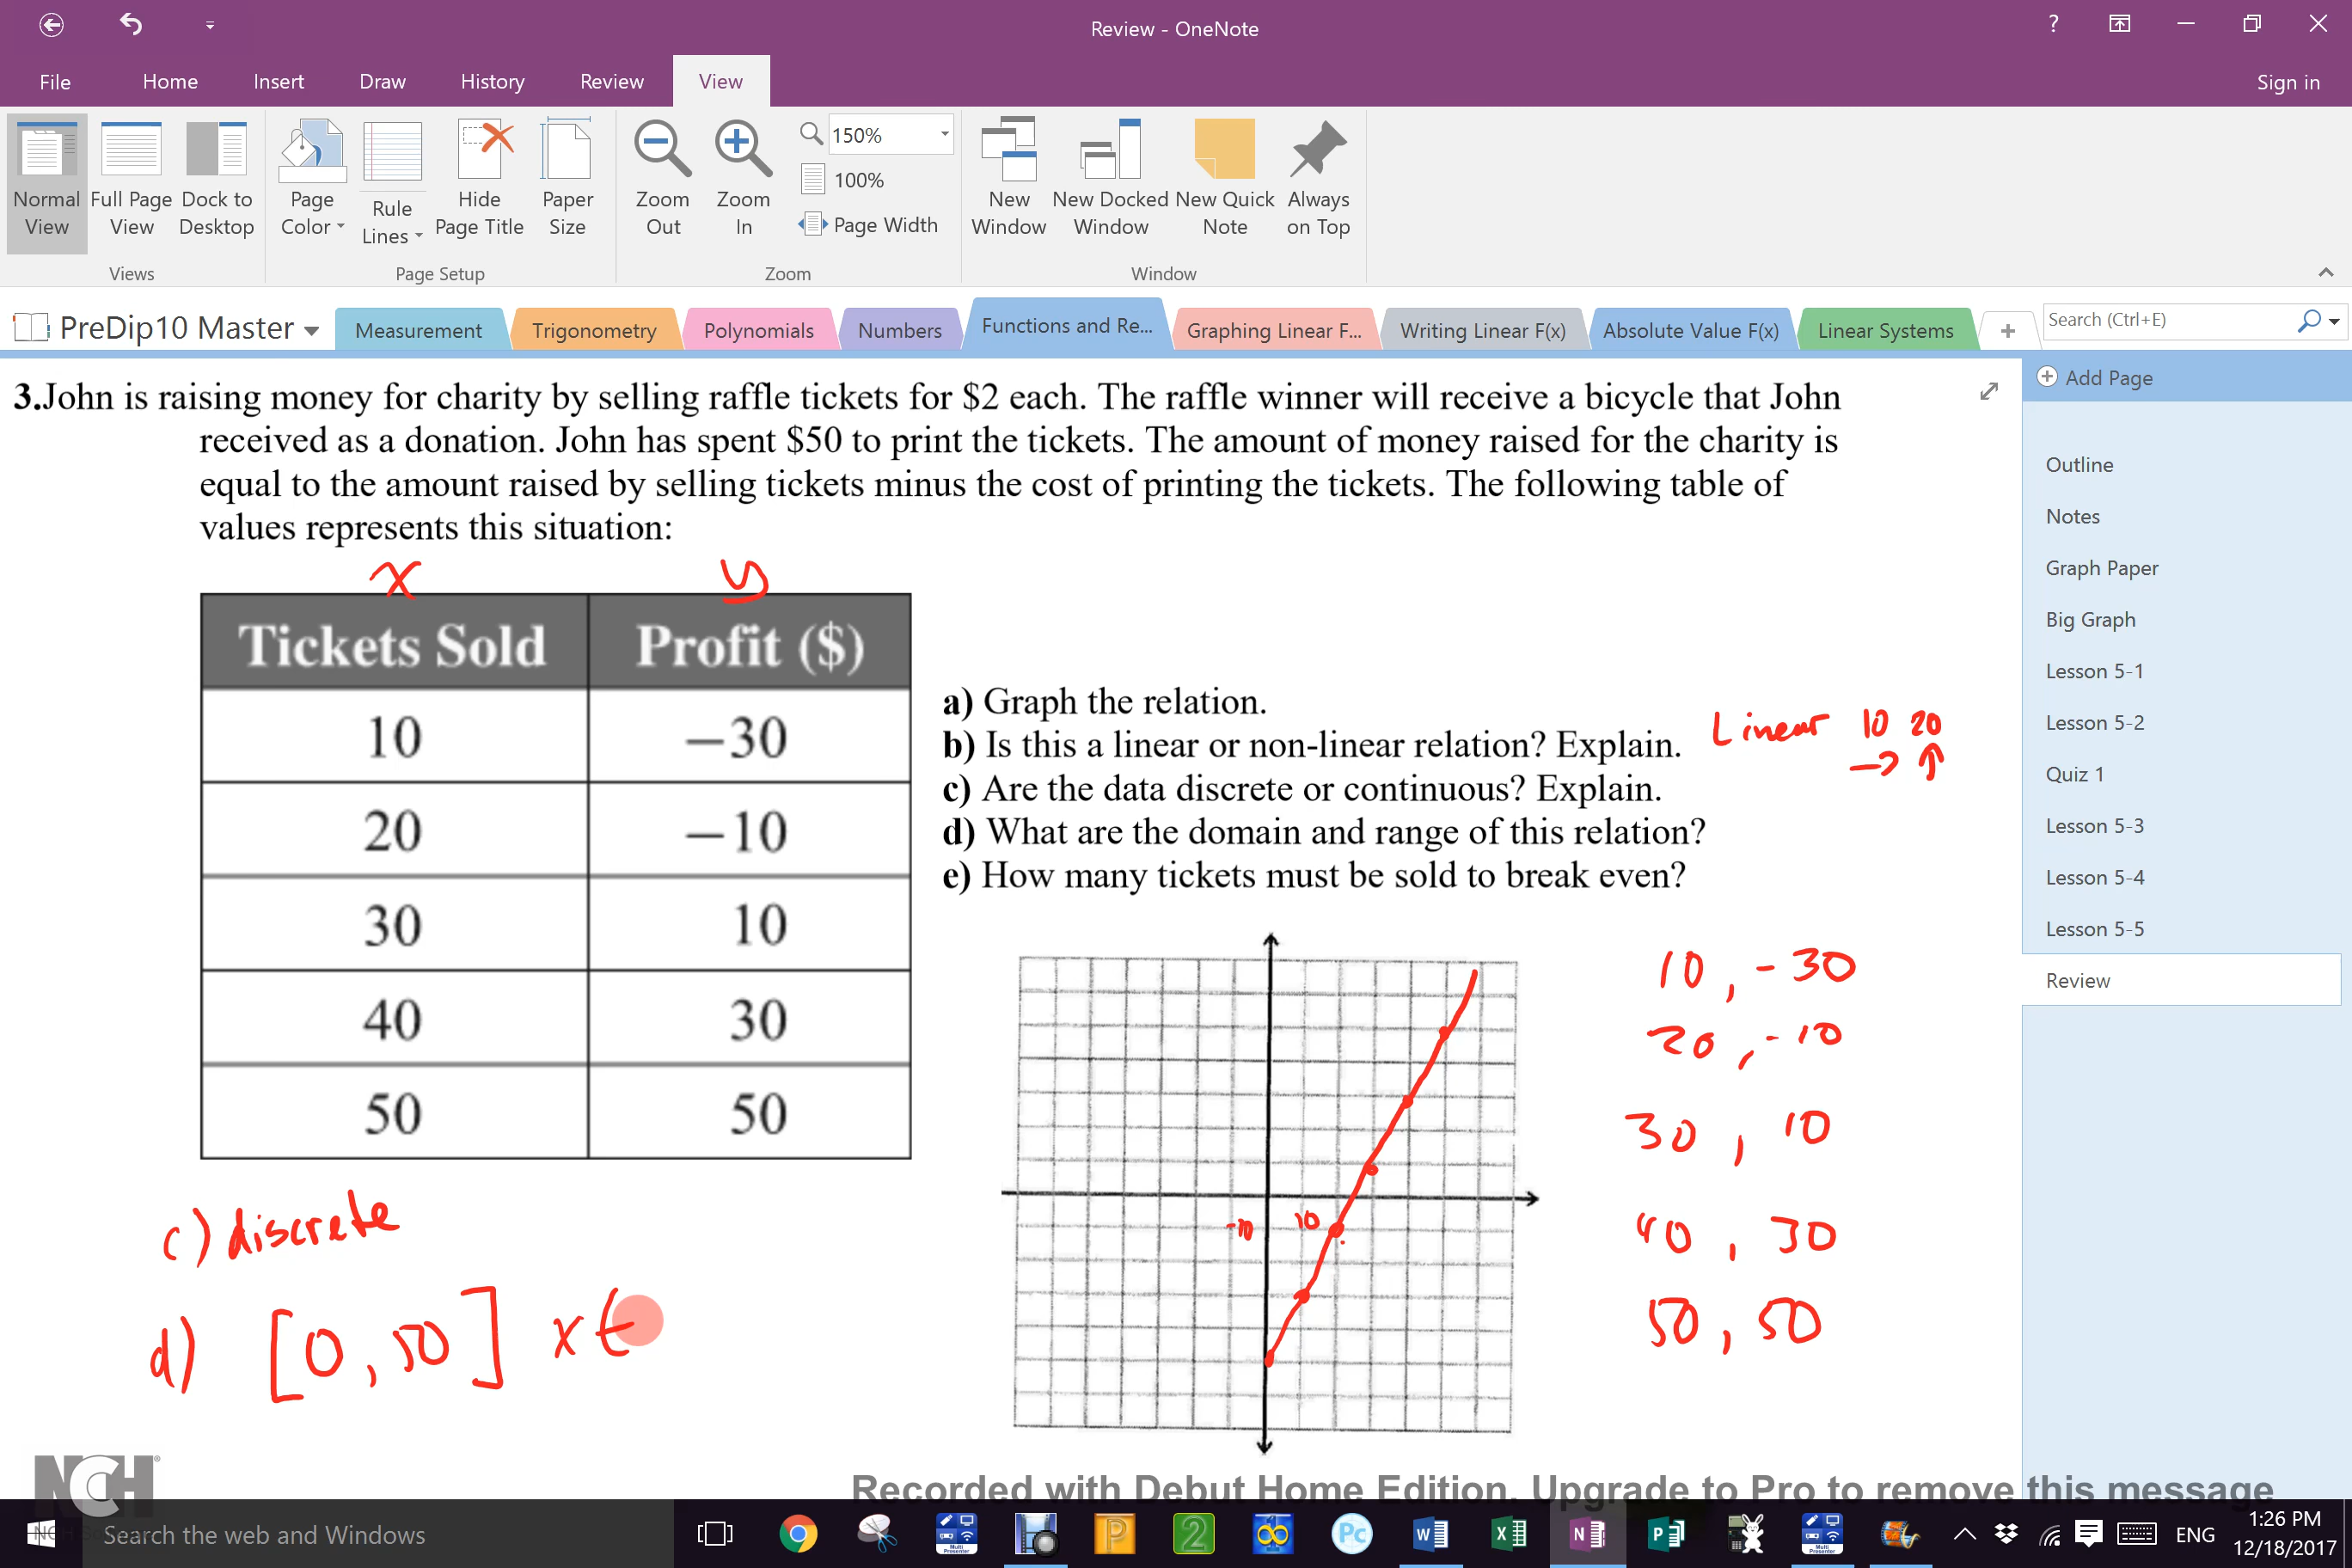 Review - OneNote
?
File Home Insert Draw History Review View Sign in
Normal View
Full Page View
Dock to Desktop
Page Color
Rule Lines
Hide Page Title
Paper Size
Zoom Out
Zoom In
150%
100%
Page Width
New Window
New Docked Window
New Quick Note
Always on Top
Views Page Setup Zoom Window
PreDip10 Master Measurement Trigonometry Polynomials Numbers Functions and Re... Graphing Linear F... Writing Linear F(x) Absolute Value F(x) Linear Systems + Search (Ctrl+E)
Add Page
Outline
Notes
Graph Paper
Big Graph
Lesson 5-1
Lesson 5-2
Quiz 1
Lesson 5-3
Lesson 5-4
Lesson 5-5
Review
3.John is raising money for charity by selling raffle tickets for $2 each. The raffle winner will receive a bicycle that John
received as a donation. John has spent $50 to print the tickets. The amount of money raised for the charity is
equal to the amount raised by selling tickets minus the cost of printing the tickets. The following table of
values represents this situation:
x y
Tickets Sold Profit ($)
10 −30
20 −10
30 10
40 30
50 50
a) Graph the relation.
b) Is this a linear or non-linear relation? Explain.
c) Are the data discrete or continuous? Explain.
d) What are the domain and range of this relation?
e) How many tickets must be sold to break even?
Linear 10 20
→ ↑
-10 10
10, -30
20, -10
30, 10
40, 30
50, 50
c) discrete
d) [0, 50] x ∈
NCH
Recorded with Debut Home Edition. Upgrade to Pro to remove this message
Search the web and Windows
ENG
1:26 PM
12/18/2017